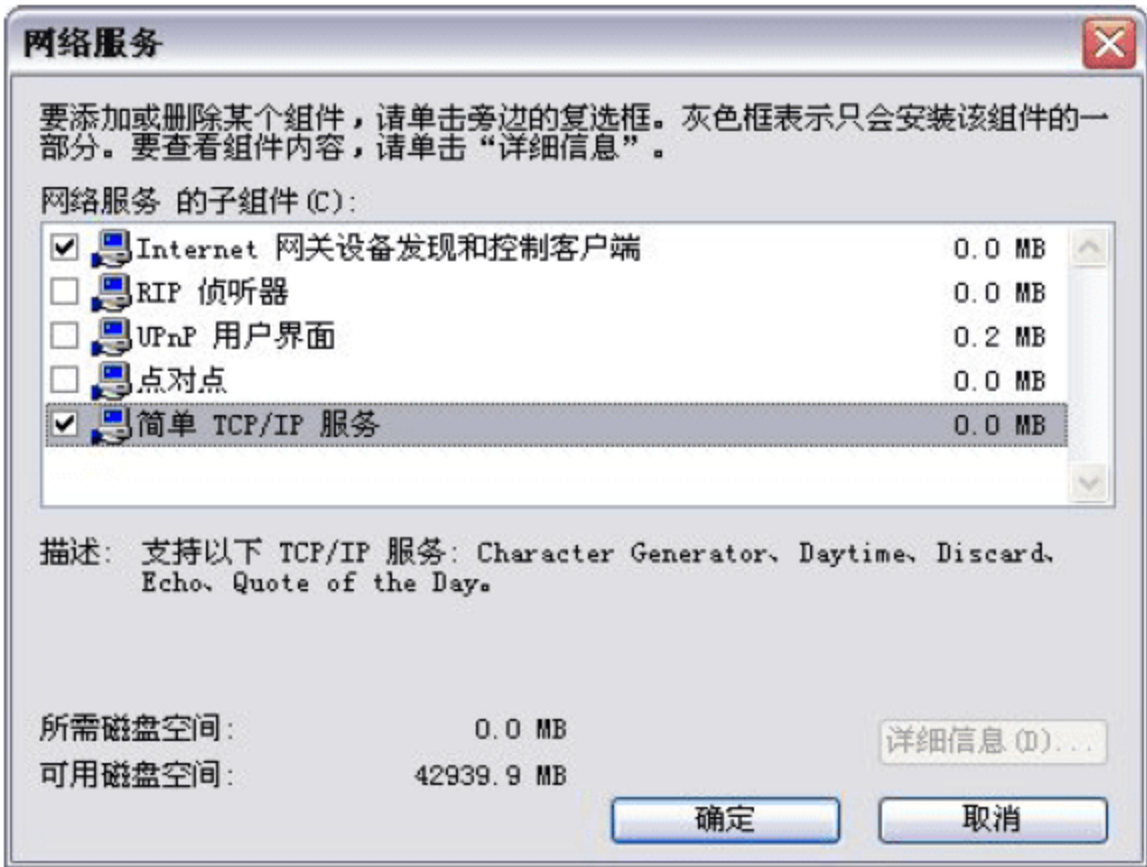 网络服务
要添加或删除某个组件，请单击旁边的复选框。灰色框表示只会安装该组件的一
部分。要查看组件内容，请单击“详细信息”。
网络服务 的子组件(C):
Internet 网关设备发现和控制客户端 0.0 MB
RIP 侦听器 0.0 MB
UPnP 用户界面 0.2 MB
点对点 0.0 MB
简单 TCP/IP 服务 0.0 MB
描述: 支持以下 TCP/IP 服务: Character Generator、Daytime、Discard、
Echo、Quote of the Day。
所需磁盘空间: 0.0 MB
详细信息(D)...
可用磁盘空间: 42939.9 MB
确定 取消